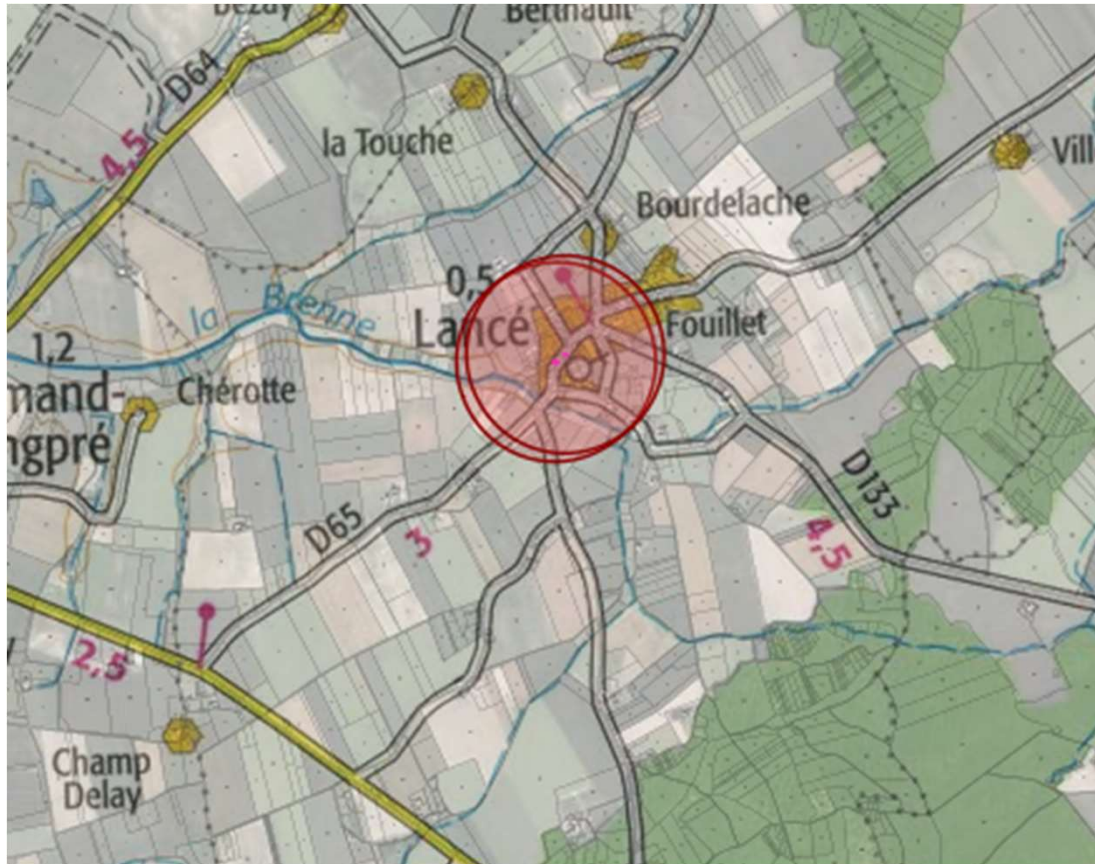 Berthault
D64
4,5
la Touche
Vill
Bourdelache
0,5
la Brenne
Lancé
Fouillet
1,2
Chérotte
mand-
ngpré
D133
D65
3
4,5
2,5
Champ
Delay